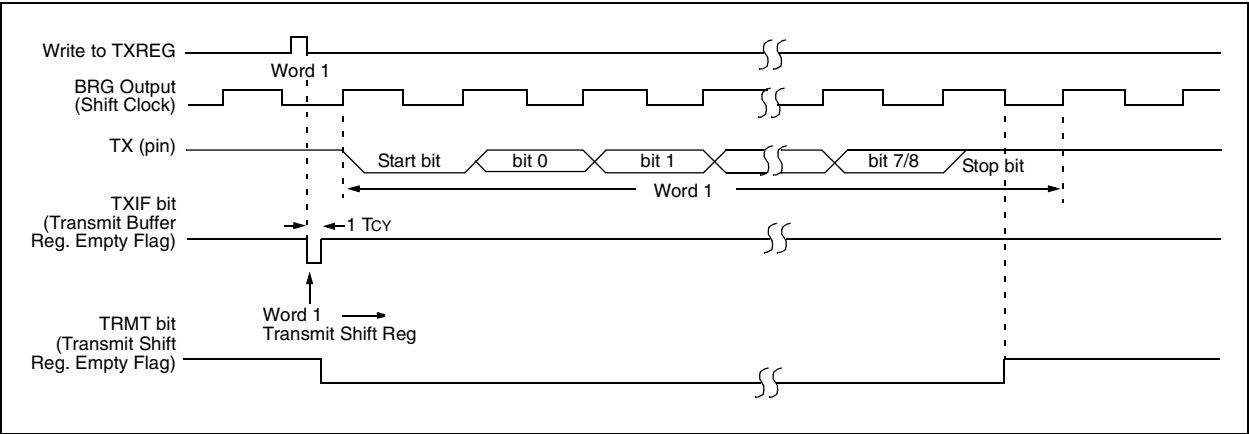 Write to TXREG
Word 1
BRG Output
(Shift Clock)
TX (pin)
Start bit
bit 0
bit 1
bit 7/8
Stop bit
Word 1
TXIF bit
(Transmit Buffer
Reg. Empty Flag)
1 TCY
Word 1
Transmit Shift Reg
TRMT bit
(Transmit Shift
Reg. Empty Flag)